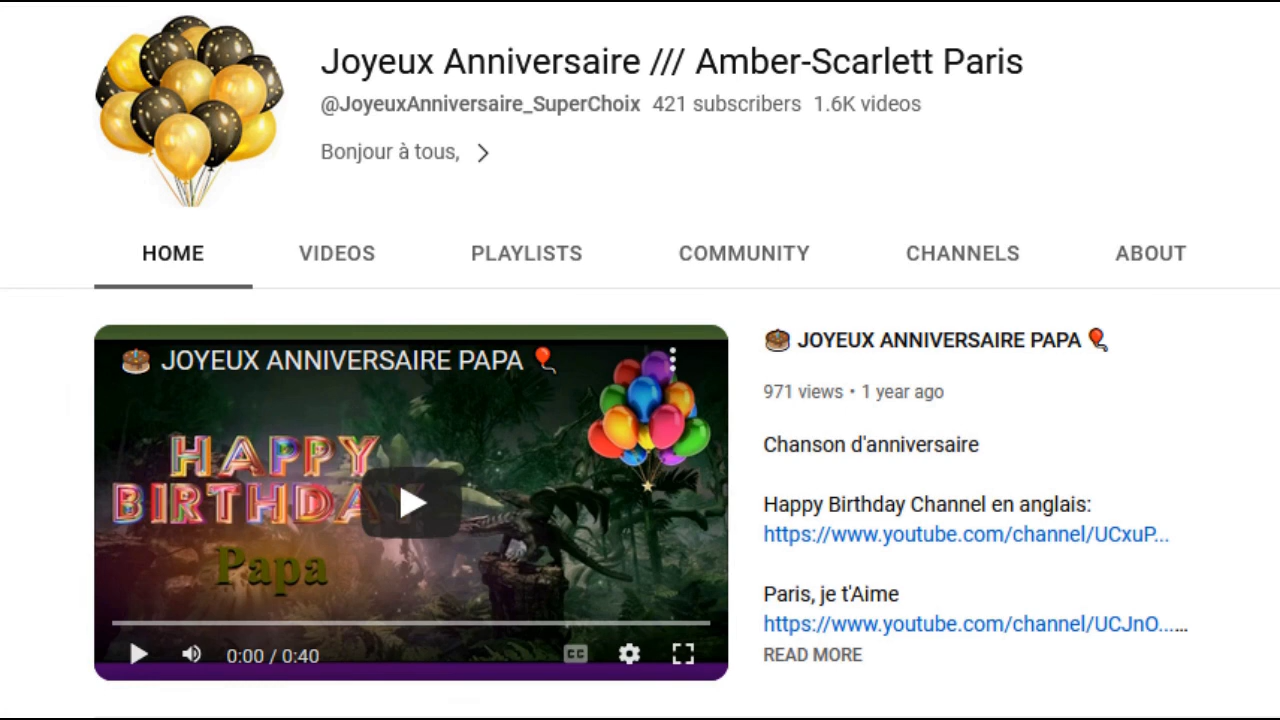 Joyeux Anniversaire /// Amber-Scarlett Paris
@JoyeuxAnniversaire_SuperChoix 421 subscribers 1.6K videos
Bonjour à tous,
HOME VIDEOS PLAYLISTS COMMUNITY CHANNELS ABOUT
JOYEUX ANNIVERSAIRE PAPA
HAPPY
BIRTHDAY
Papa
0:00 / 0:40
CC
JOYEUX ANNIVERSAIRE PAPA
971 views • 1 year ago
Chanson d'anniversaire
Happy Birthday Channel en anglais:
https://www.youtube.com/channel/UCxuP...
Paris, je t'Aime
https://www.youtube.com/channel/UCJnO......
READ MORE